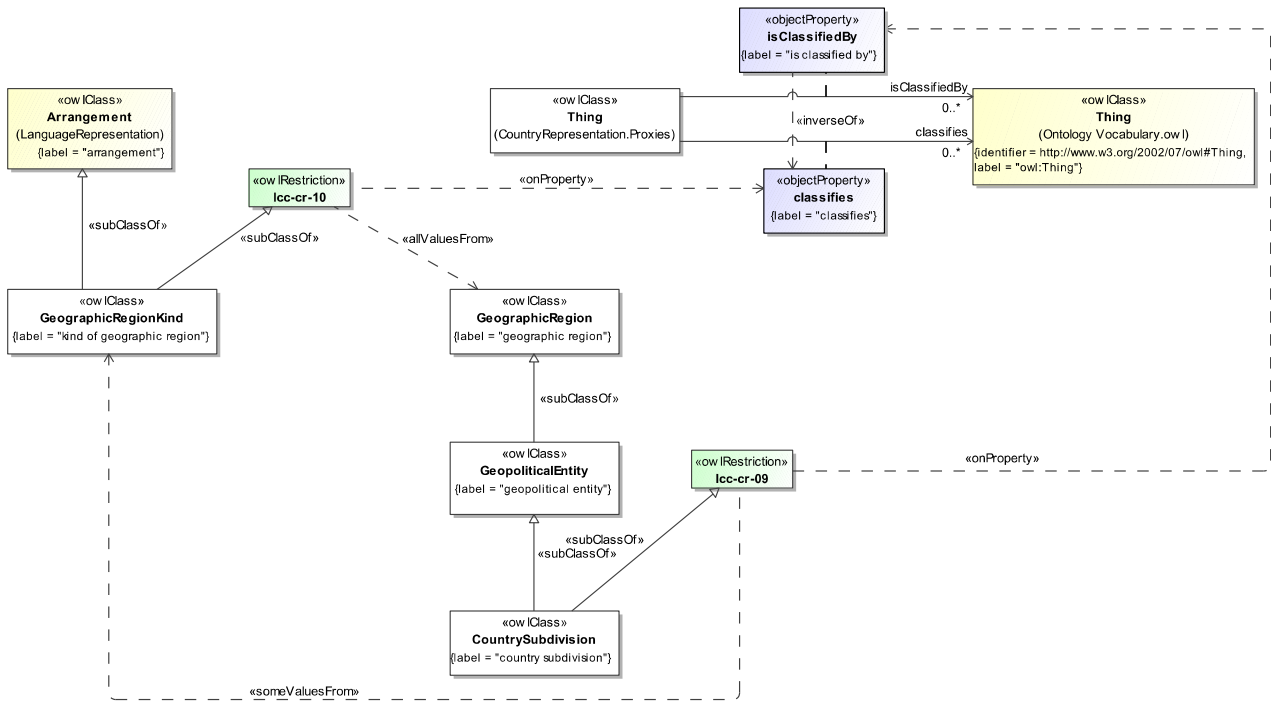 «objectProperty»
isClassifiedBy
{label = "is classified by"}
«owlClass»
Arrangement
(LanguageRepresentation)
{label = "arrangement"}
«owlClass»
Thing
(CountryRepresentation.Proxies)
isClassifiedBy
0..*
«inverseOf»
classifies
0..*
«owlClass»
Thing
(Ontology Vocabulary.owl)
{identifier = http://www.w3.org/2002/07/owl#Thing,
label = "owl:Thing"}
«owlRestriction»
lcc-cr-10
«onProperty»
«objectProperty»
classifies
{label = "classifies"}
«subClassOf»
«subClassOf»
«allValuesFrom»
«owlClass»
GeographicRegionKind
{label = "kind of geographic region"}
«owlClass»
GeographicRegion
{label = "geographic region"}
«subClassOf»
«owlClass»
GeopoliticalEntity
{label = "geopolitical entity"}
«owlRestriction»
lcc-cr-09
«onProperty»
«subClassOf»
«subClassOf»
«owlClass»
CountrySubdivision
{label = "country subdivision"}
«someValuesFrom»